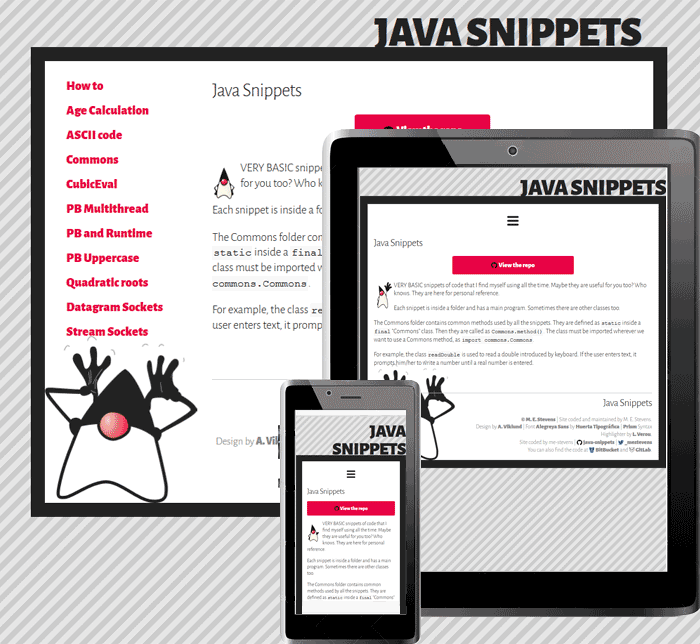 JAVA SNIPPETS
How to
Age Calculation
ASCII code
Commons
CubicEval
PB Multithread
PB and Runtime
PB Uppercase
Quadratic roots
Datagram Sockets
Stream Sockets
Java Snippets
View the repo
VERY BASIC snippe
for you too? Who k
Each snippet is inside a fo
The Commons folder con
static inside a final
class must be imported w
commons.Commons.
For example, the class re
user enters text, it promp
Design by A. Vikl
JAVA SNIPPETS
Java Snippets
View the repo
VERY BASIC snippets of code that I find myself using all the time. Maybe they are useful for you too? Who
knows. They are here for personal reference.
Each snippet is inside a folder and has a main program. Sometimes there are other classes too.
The Commons folder contains common methods used by all the snippets. They are defined as static inside a
final "Commons" class. Then they are called as Commons.method(). The class must be imported wherever we
want to use a Commons method, as import commons.Commons
For example, the class readDouble is used to read a double introduced by keyboard. If the user enters text, it
prompts him/her to write a number until a real number is entered.
Java Snippets
© M. E. Stevens | Site coded and maintained by M. E. Stevens
Design by A. Viklund | Font Alegreya Sans by Huerta Tipográfica | Prism Syntax
Highlighter by L. Verou
Site coded by me-stevens | java-snippets |
You can also find the code at BitBucket and GitLab
JAVA
SNIPPETS
Java Snippets
View the repo
VERY BASIC snippets of code that I
find myself using all the time. Maybe
they are useful for you too? Who
knows. They are here for personal
reference.
Each snippet is inside a folder and has a main
program. Sometimes there are other classes
too.
The Commons folder contains common
methods used by all the snippets. They are
defined as static inside a final "Commons"